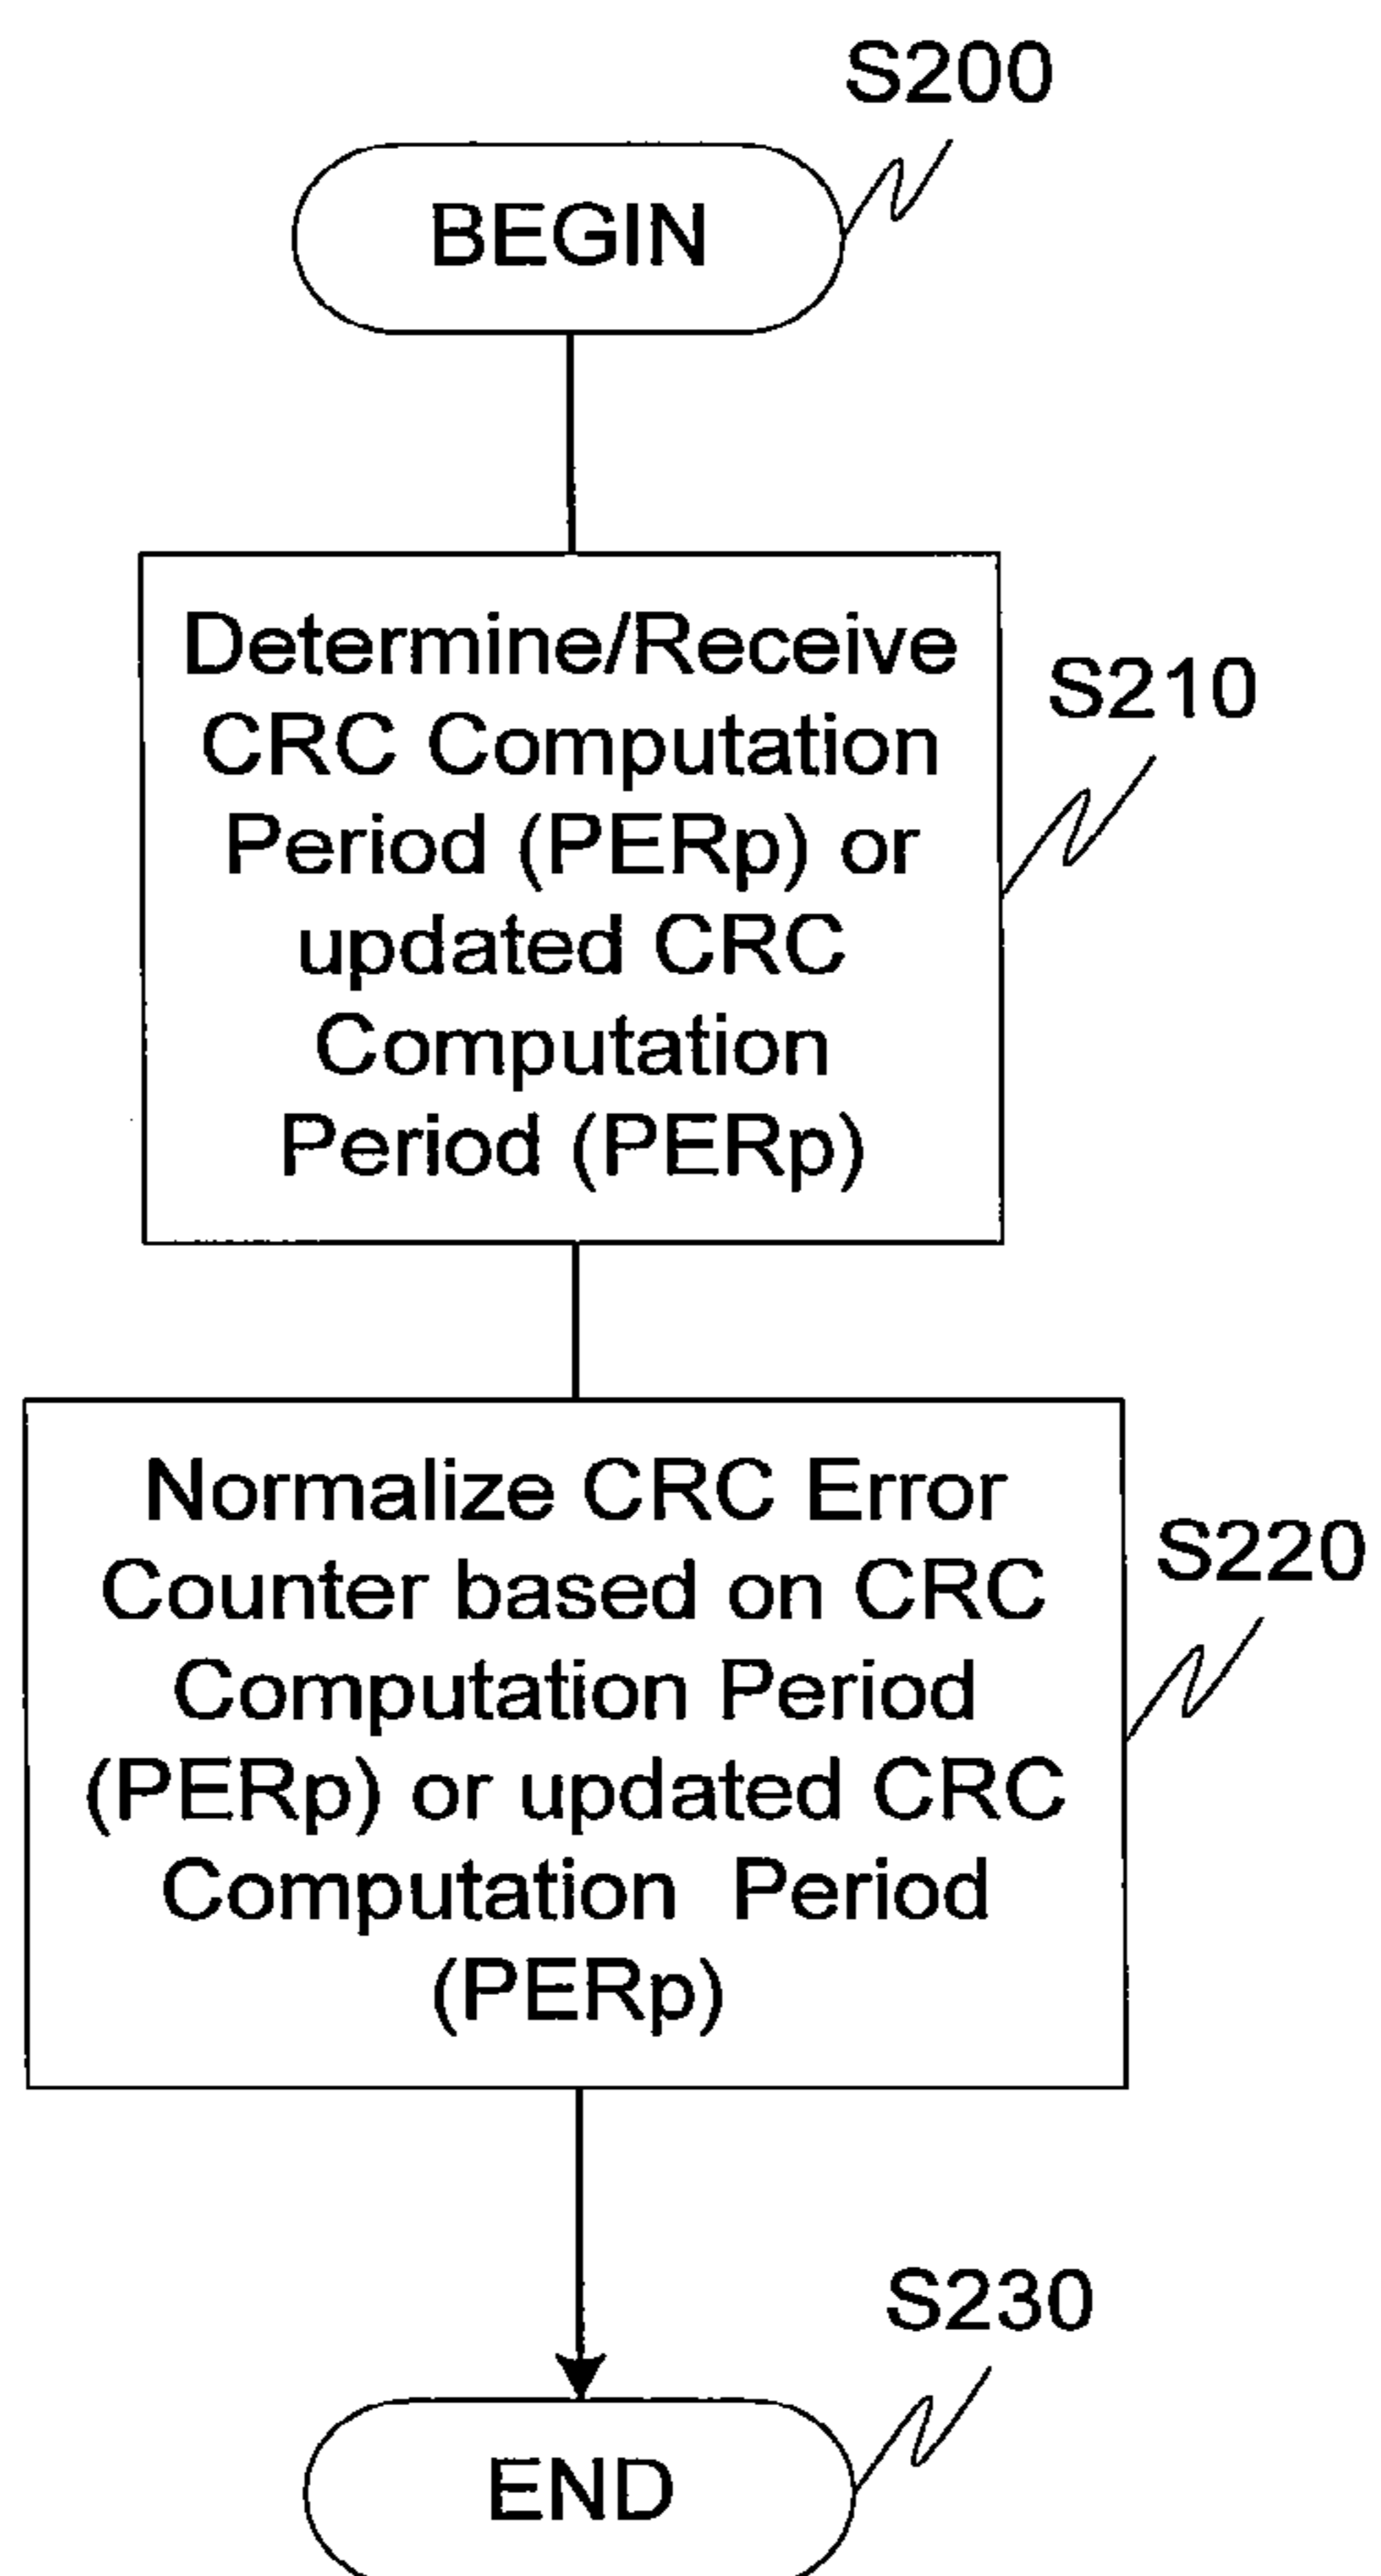 S200
BEGIN
Determine/Receive
CRC Computation
Period (PERp) or
updated CRC
Computation
Period (PERp)
S210
Normalize CRC Error
Counter based on CRC
Computation Period
(PERp) or updated CRC
Computation Period
(PERp)
S220
S230
END